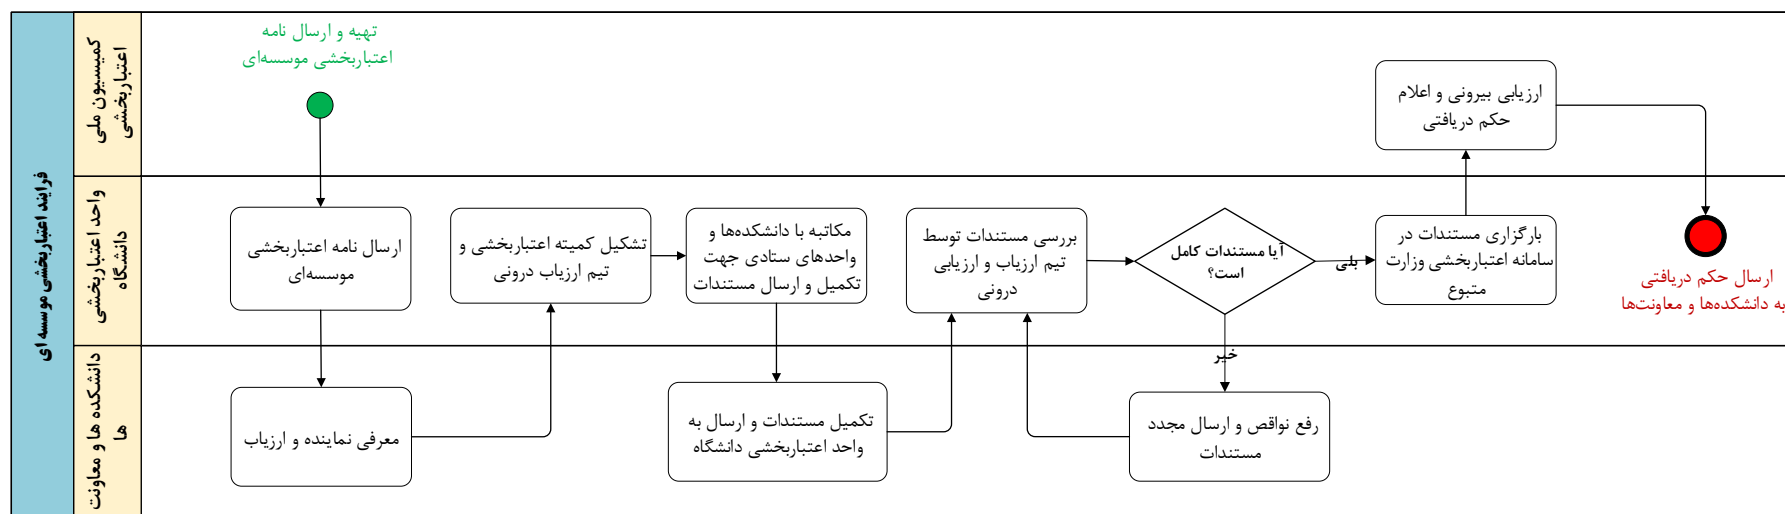 فرایند اعتباربخشی موسسه ای
کمیسیون ملی
اعتباربخشی
واحد اعتباربخشی
دانشگاه
دانشکده ها و معاونت
ها
تهیه و ارسال نامه
اعتباربخشی موسسه‌ای
ارسال نامه اعتباربخشی
موسسه‌ای
معرفی نماینده و ارزیاب
تشکیل کمیته اعتباربخشی و
تیم ارزیاب درونی
مکاتبه با دانشکده‌ها و
واحدهای ستادی جهت
تکمیل و ارسال مستندات
تکمیل مستندات و ارسال به
واحد اعتباربخشی دانشگاه
بررسی مستندات توسط
تیم ارزیاب و ارزیابی
درونی
آیا مستندات کامل
است؟
خیر
رفع نواقص و ارسال مجدد
مستندات
بلی
بارگزاری مستندات در
سامانه اعتباربخشی وزارت
متبوع
ارزیابی بیرونی و اعلام
حکم دریافتی
ارسال حکم دریافتی
به دانشکده‌ها و معاونت‌ها